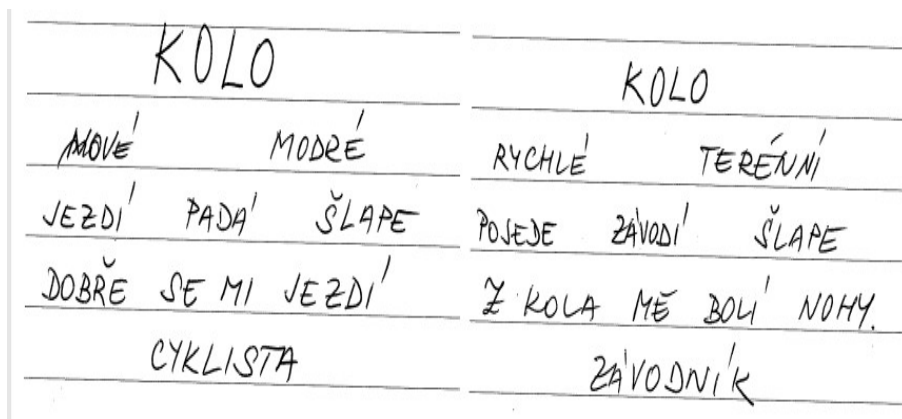 KOLO
NOVÉ MODRÉ
JEZDÍ PADÁ ŠLAPE
DOBŘE SE MI JEZDÍ
CYKLISTA
KOLO
RYCHLÉ TERÉNNÍ
POJEDE ZÁVODÍ ŠLAPE
Z KOLA MĚ BOLÍ NOHY.
ZÁVODNÍK